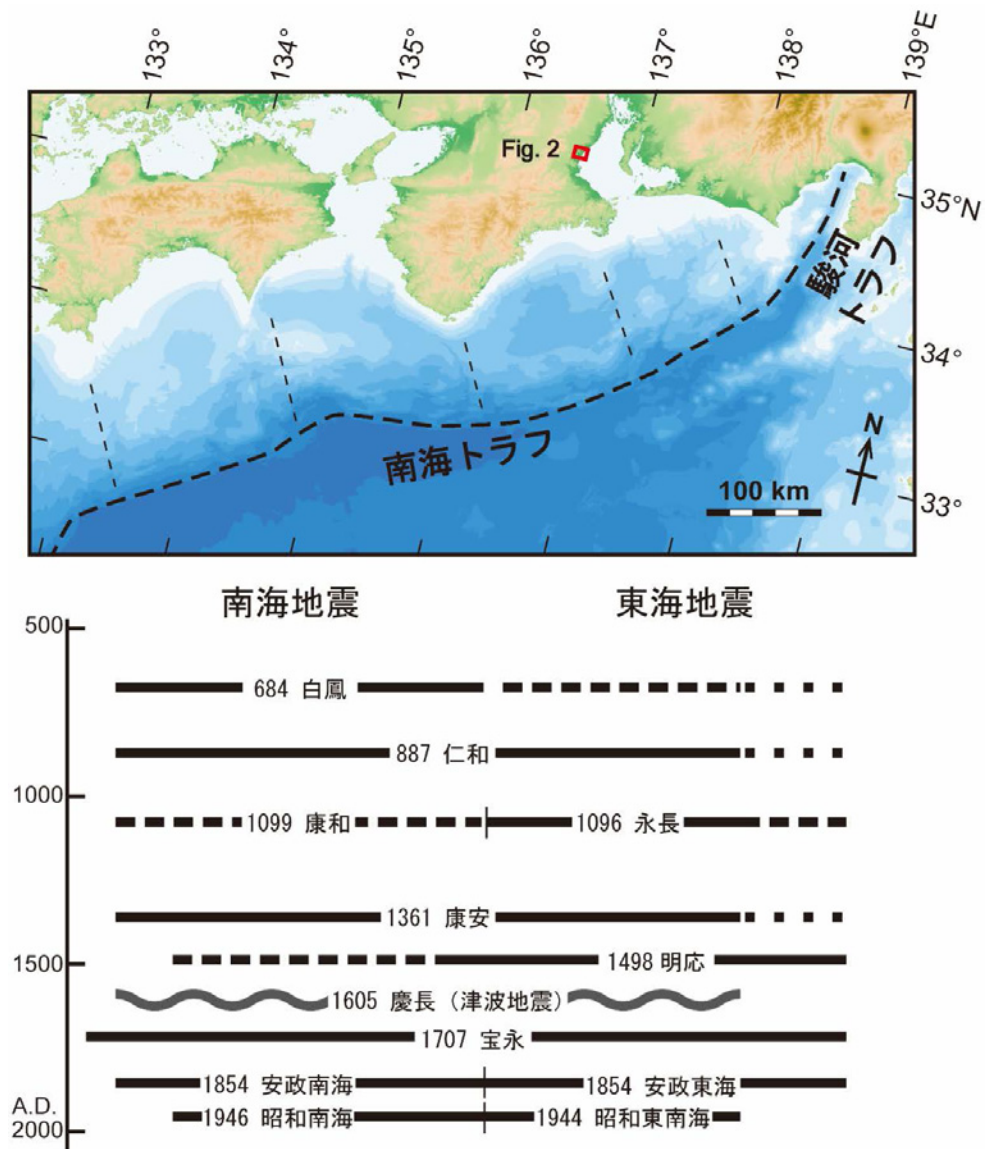 133°
134°
135°
136°
137°
138°
139°E
Fig. 2
35°N
駿河
トラフ
34°
南海トラフ
N
100 km
33°
南海地震 東海地震
500
684 白鳳
887 仁和
1000
1099 康和 1096 永長
1361 康安
1500
1498 明応
1605 慶長（津波地震）
1707 宝永
1854 安政南海 1854 安政東海
A.D.
1946 昭和南海 1944 昭和東南海
2000